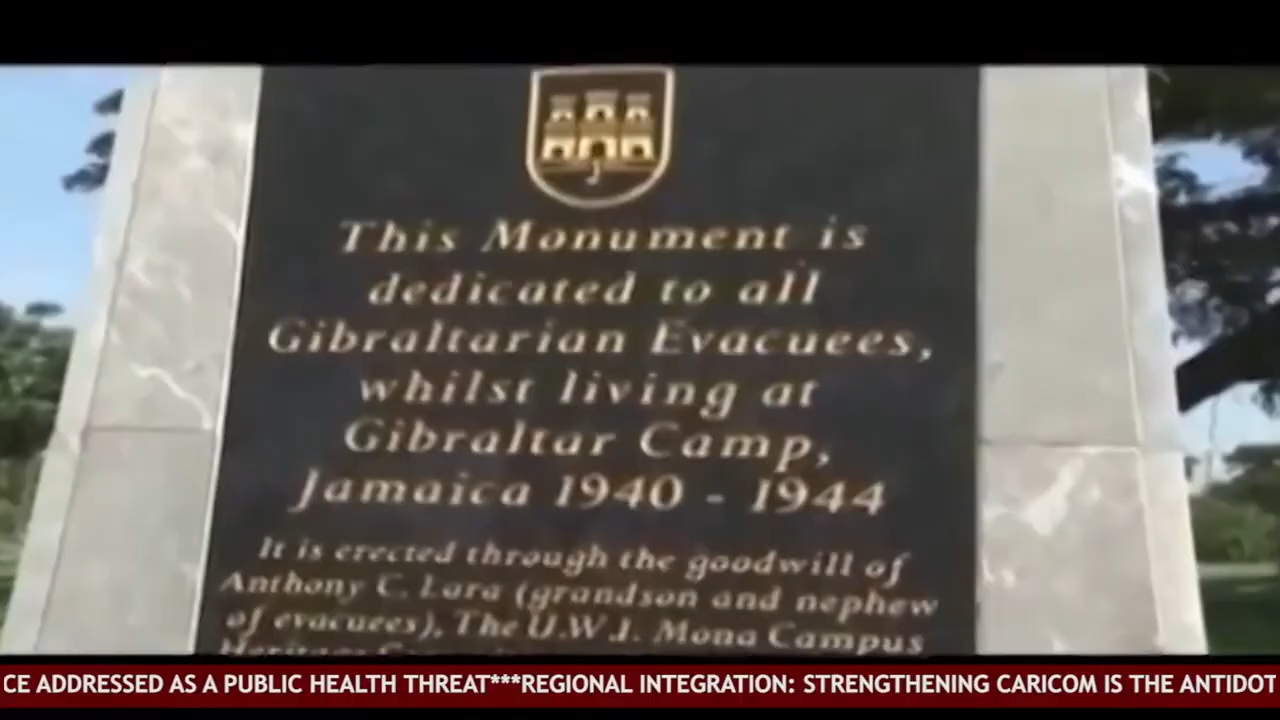 This Monument is
dedicated to all
Gibraltarian Evacuees,
whilst living at
Gibraltar Camp,
Jamaica 1940 - 1944
It is erected through the goodwill of
Anthony C. Lara (grandson and nephew
of evacuees), The U.W.I. Mona Campus
CE ADDRESSED AS A PUBLIC HEALTH THREAT***REGIONAL INTEGRATION: STRENGTHENING CARICOM IS THE ANTIDOT